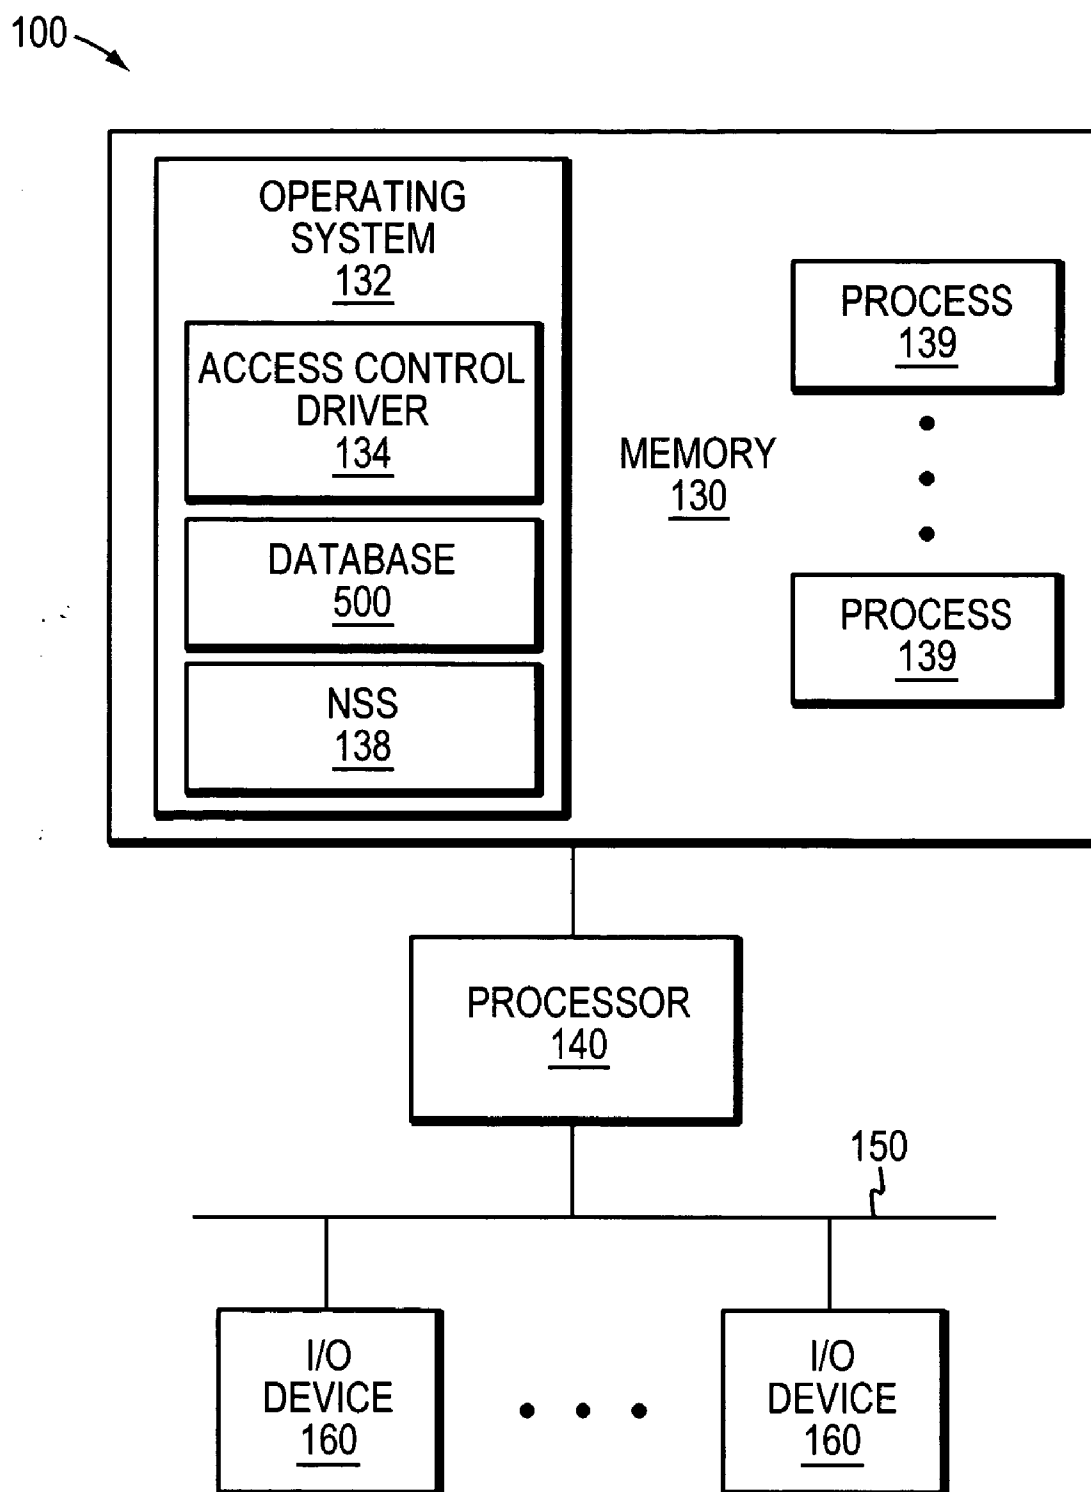 100
OPERATING
SYSTEM
132
ACCESS CONTROL
DRIVER
134
DATABASE
500
NSS
138
MEMORY
130
PROCESS
139
PROCESS
139
PROCESSOR
140
150
I/O
DEVICE
160
I/O
DEVICE
160